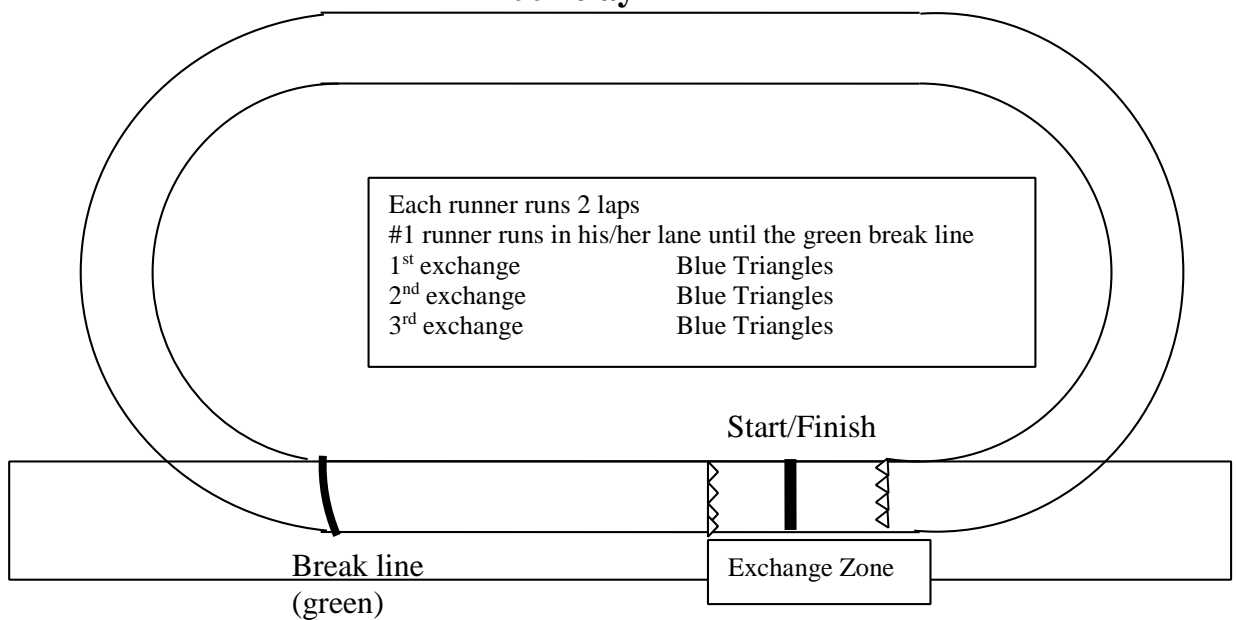 Each runner runs 2 laps
#1 runner runs in his/her lane until the green break line
1st exchange Blue Triangles
2nd exchange Blue Triangles
3rd exchange Blue Triangles
Start/Finish
Exchange Zone
Break line
(green)